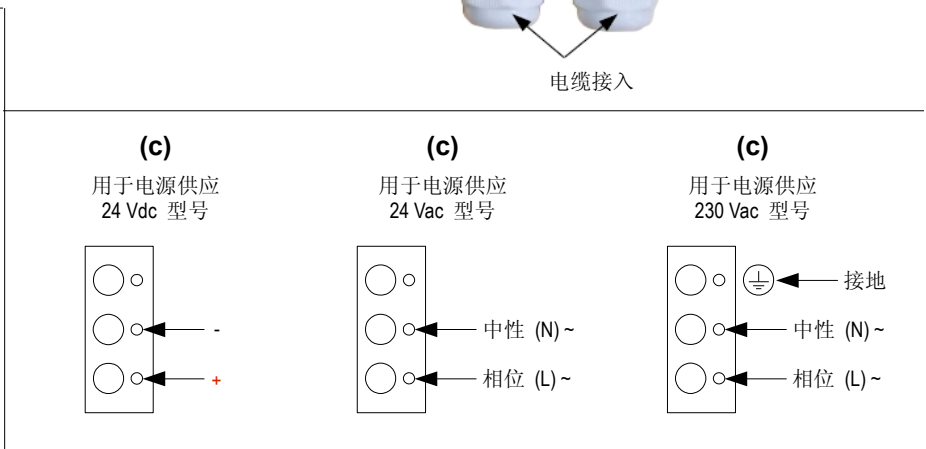 电缆接入
(c)
用于电源供应
24 Vdc 型号
-
+
(c)
用于电源供应
24 Vac 型号
中性 (N) ~
相位 (L) ~
(c)
用于电源供应
230 Vac 型号
接地
中性 (N) ~
相位 (L) ~